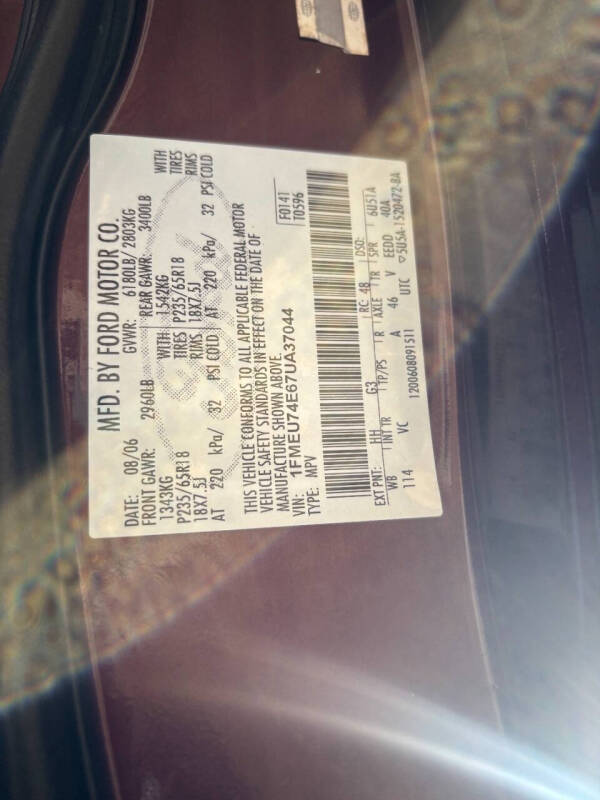 MFD. BY FORD MOTOR CO.
DATE: 08/06 GVWR: 6180LB/ 2803KG
FRONT GAWR: 2960LB REAR GAWR: 3400LB
1343KG WITH 1542KG WITH
P235/65R18 TIRES P235/65R18 TIRES
18X7.5J RIMS 18X7.5J RIMS
AT 220 kPa/ 32 PSI COLD AT 220 kPa/ 32 PSI COLD
THIS VEHICLE CONFORMS TO ALL APPLICABLE FEDERAL MOTOR
VEHICLE SAFETY STANDARDS IN EFFECT ON THE DATE OF
MANUFACTURE SHOWN ABOVE.
VIN: 1FMEU74E67UA37044 F0141
TYPE: MPV T0596
EXT PNT: HH G3 RC: 48 DSO:
WB INT TR TP/PS R AXLE TR SPR 6U51A
114 VC A 46 V EEDD 40A
1200608091511 UTC 5U5A-1520472-BA